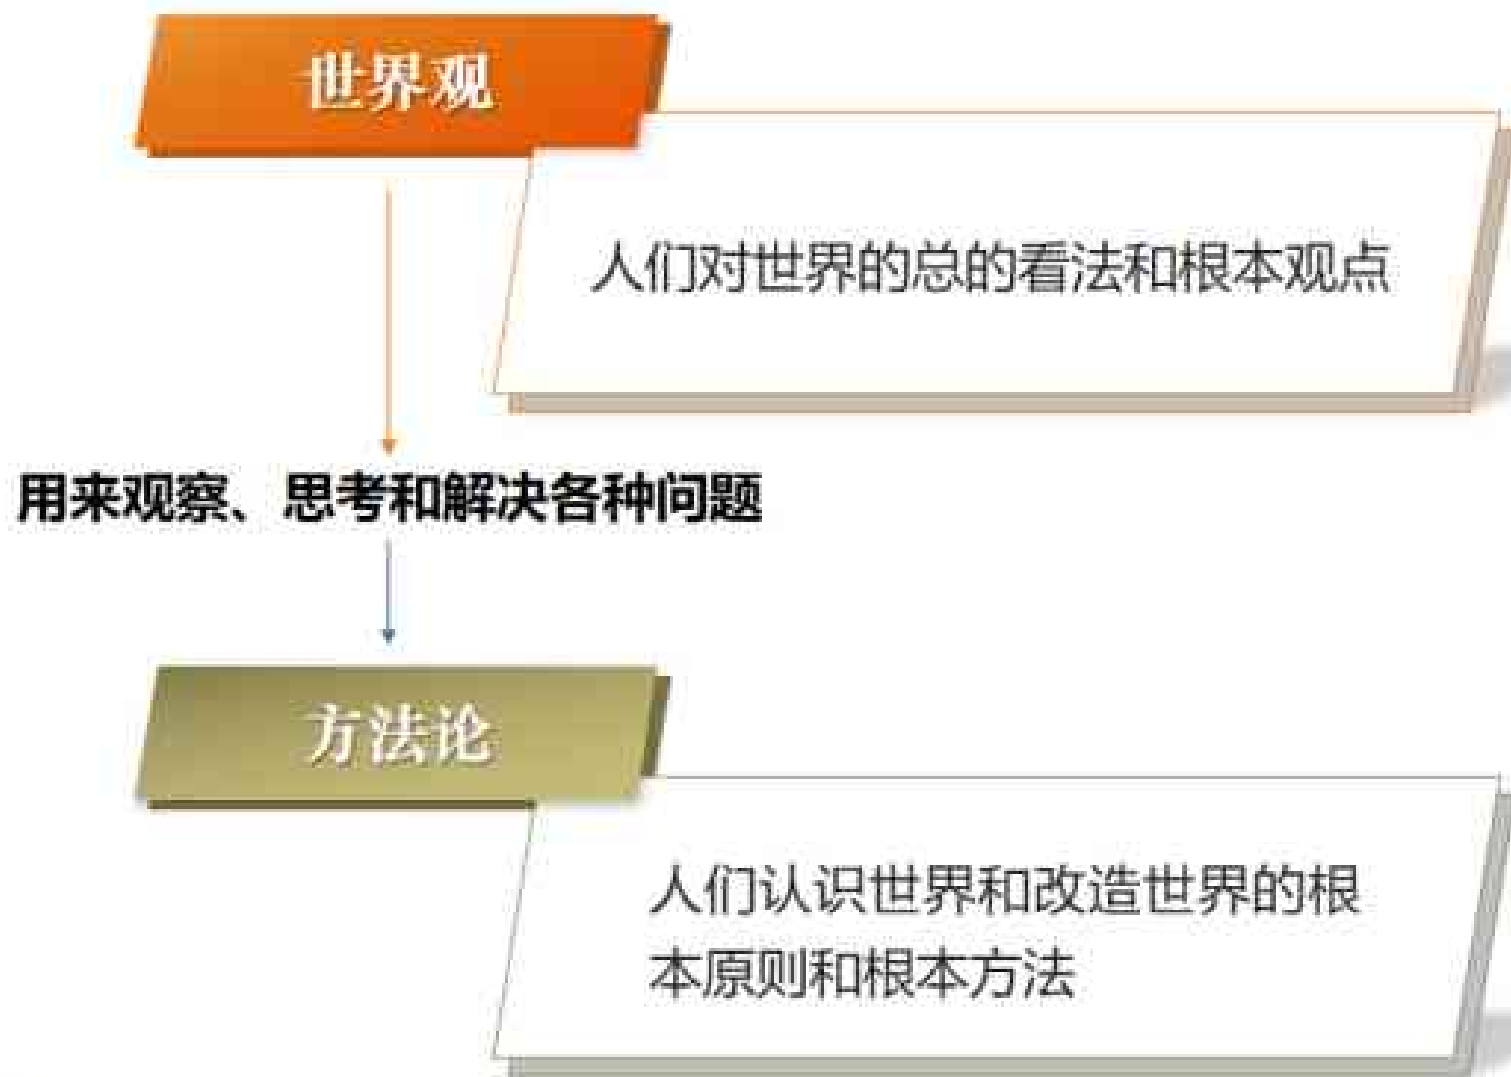 世界观
人们对世界的总的看法和根本观点
用来观察、思考和解决各种问题
方法论
人们认识世界和改造世界的根
本原则和根本方法